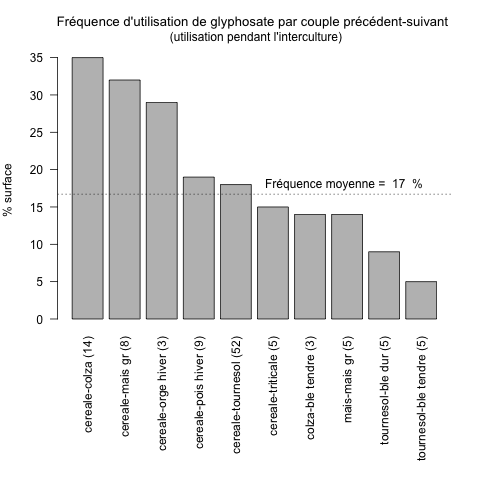 Fréquence d'utilisation de glyphosate par couple précédent-suivant
(utilisation pendant l'interculture)
% surface
35
30
25
20
15
10
5
0
Fréquence moyenne = 17 %
cereale-colza (14)
cereale-mais gr (8)
cereale-orge hiver (3)
cereale-pois hiver (9)
cereale-tournesol (52)
cereale-triticale (5)
colza-ble tendre (3)
mais-mais gr (5)
tournesol-ble dur (5)
tournesol-ble tendre (5)